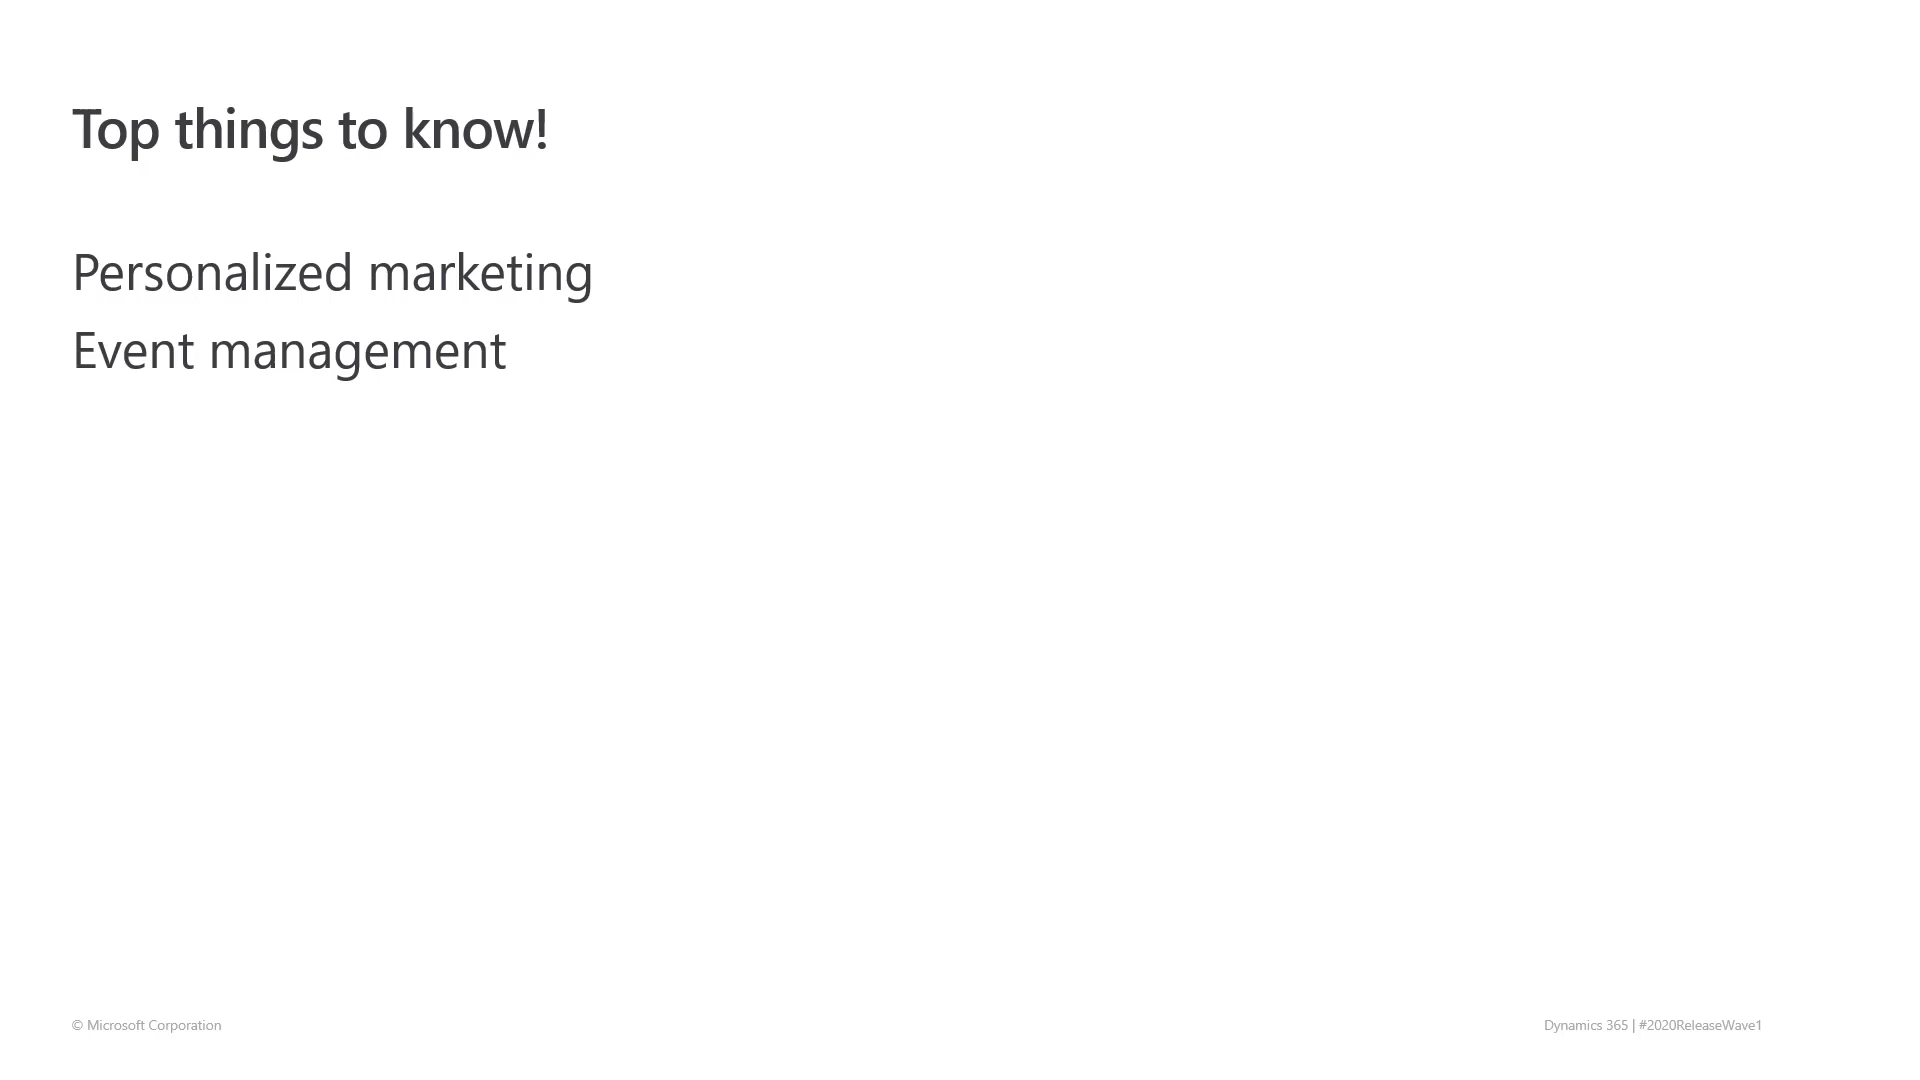 Top things to know!
Personalized marketing
Event management
© Microsoft Corporation
Dynamics 365 | #2020ReleaseWave1